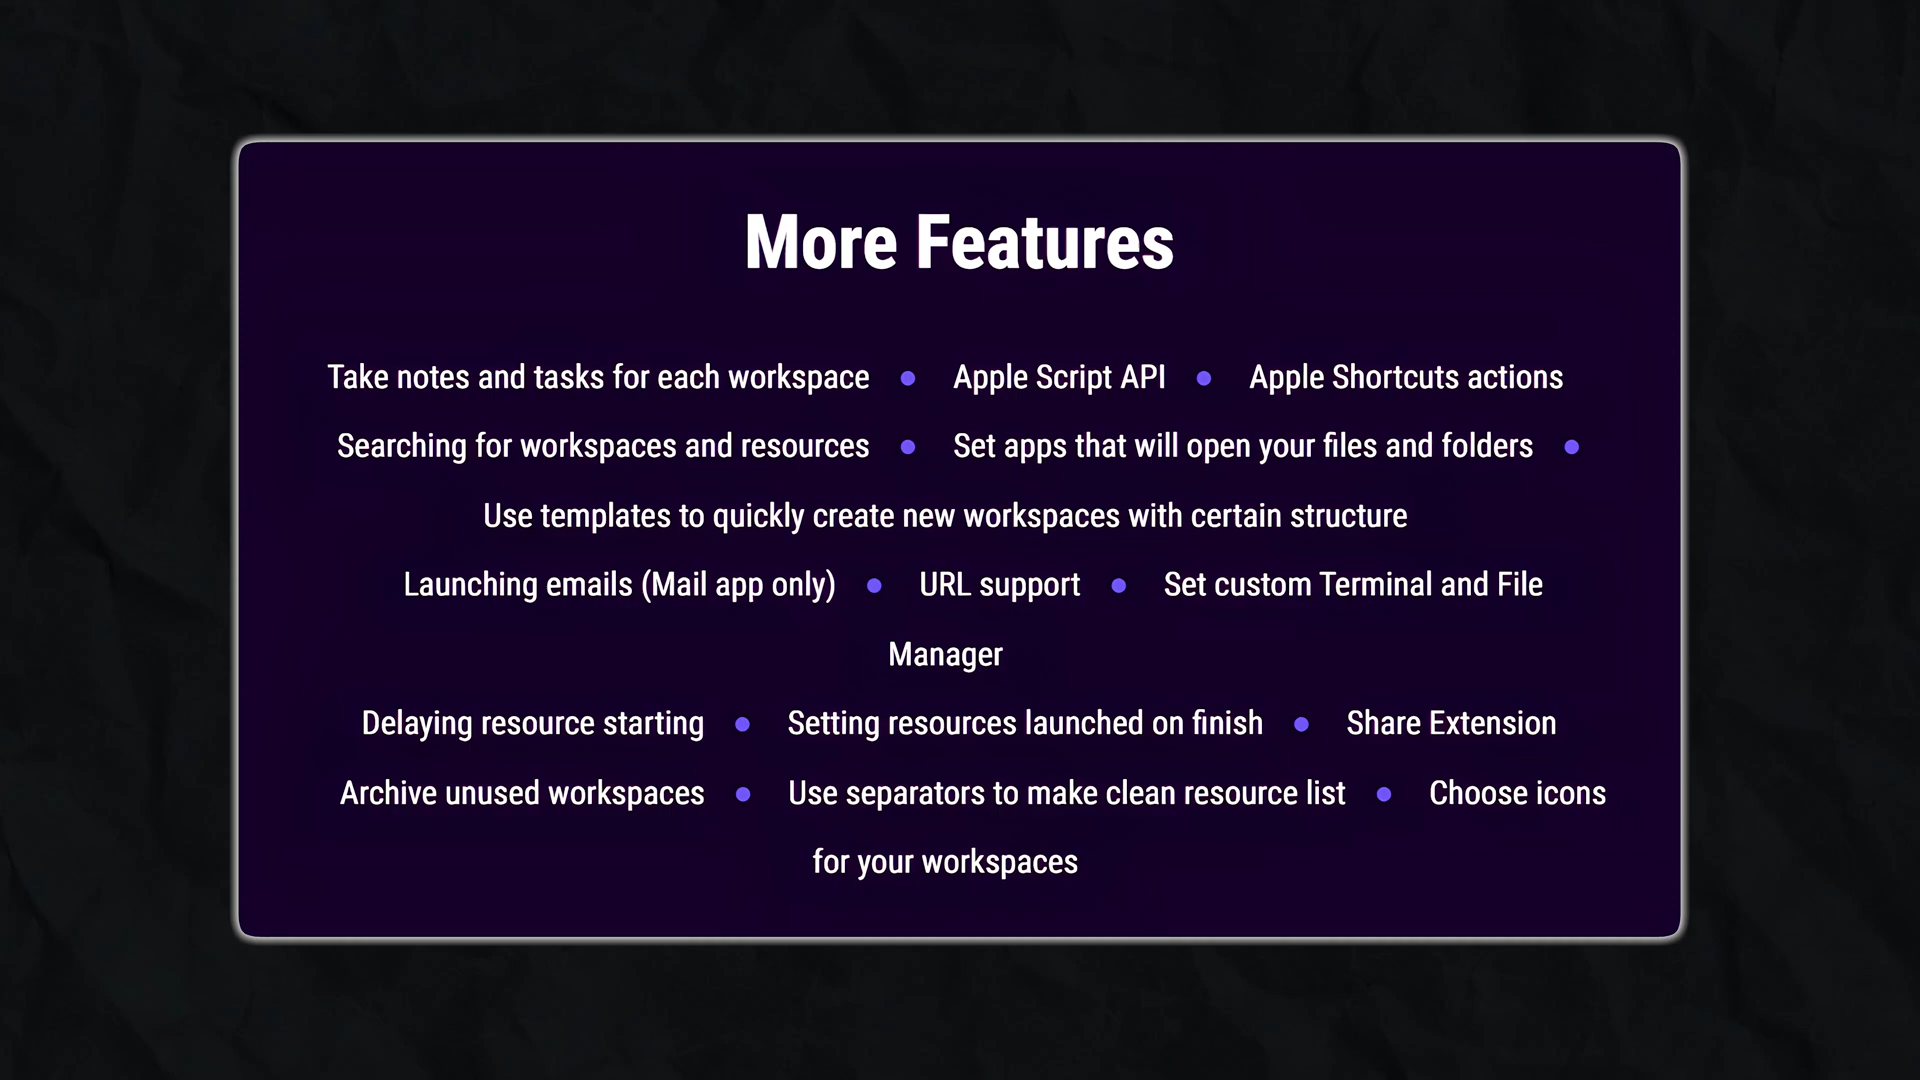 More Features
Take notes and tasks for each workspace • Apple Script API • Apple Shortcuts actions
Searching for workspaces and resources • Set apps that will open your files and folders •
Use templates to quickly create new workspaces with certain structure
Launching emails (Mail app only) • URL support • Set custom Terminal and File
Manager
Delaying resource starting • Setting resources launched on finish • Share Extension
Archive unused workspaces • Use separators to make clean resource list • Choose icons
for your workspaces